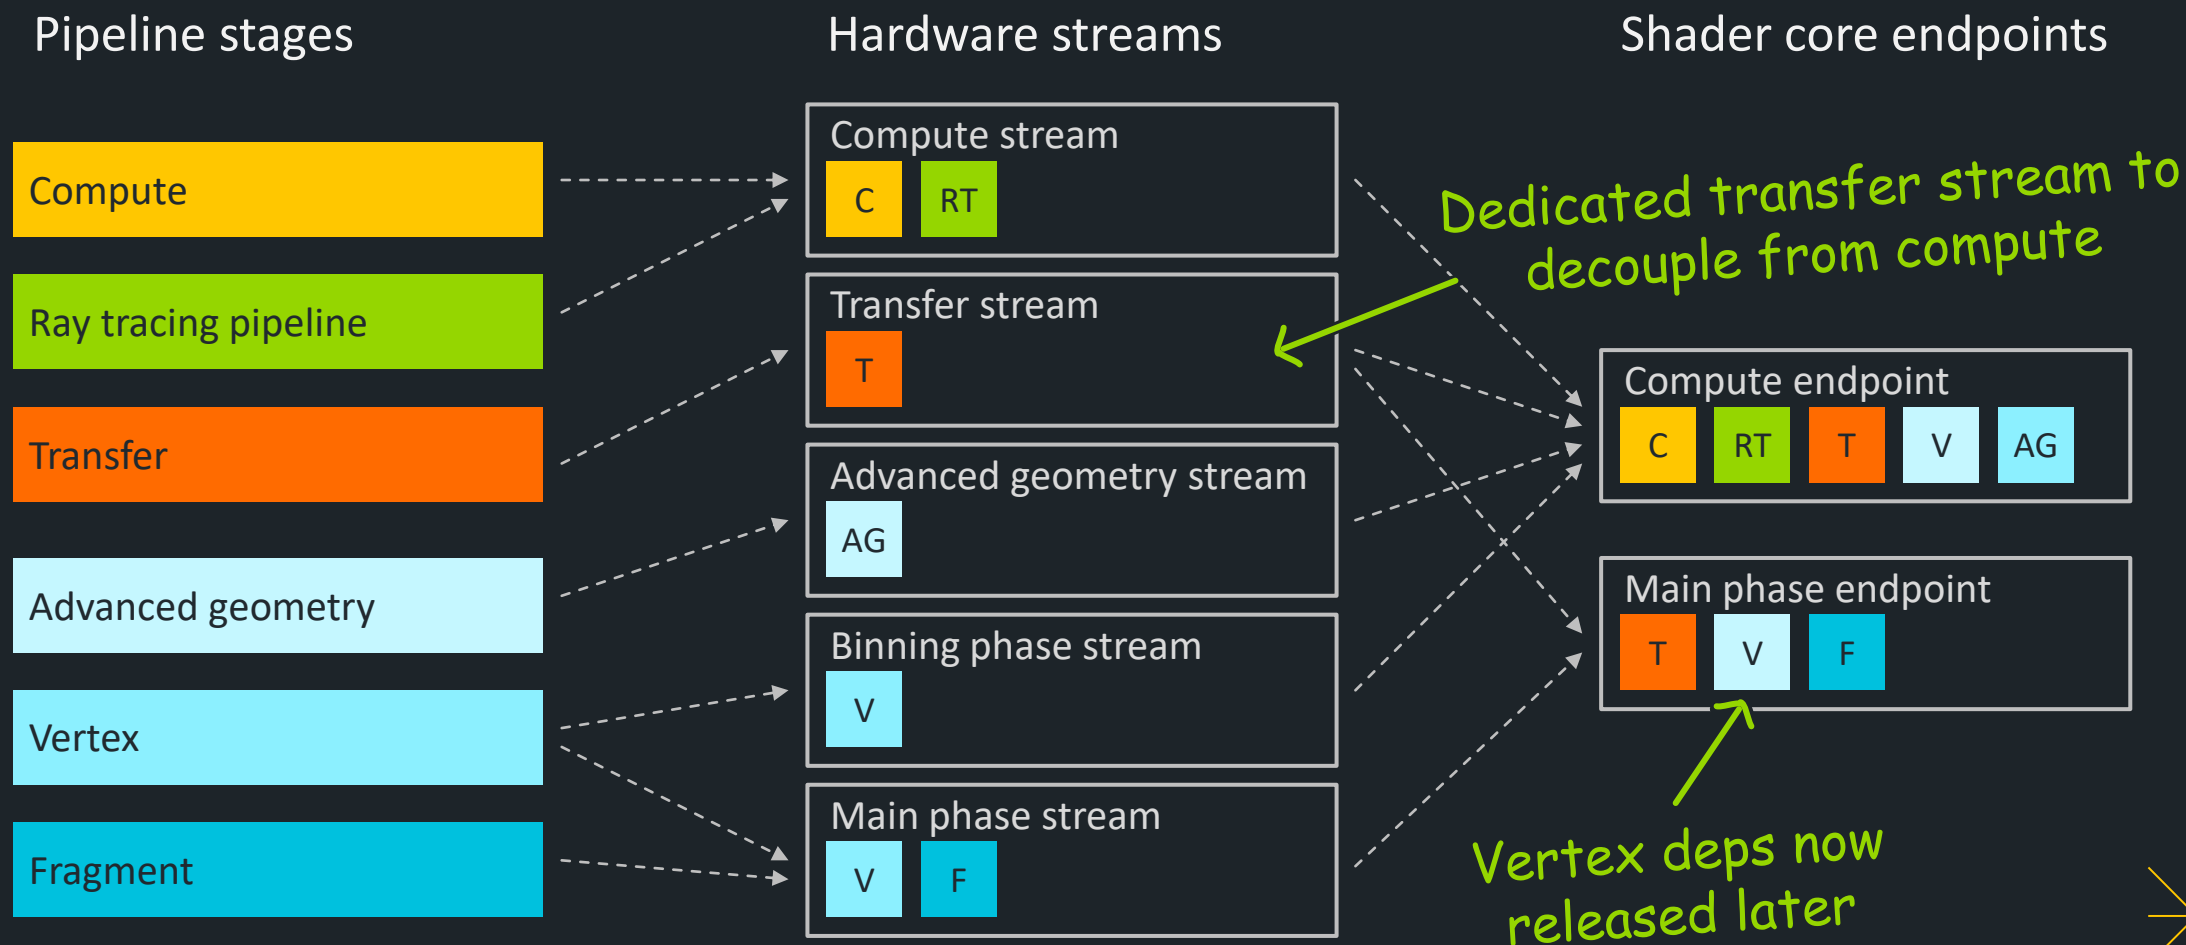 Pipeline stages
Hardware streams
Shader core endpoints
Compute
Ray tracing pipeline
Transfer
Advanced geometry
Vertex
Fragment
Compute stream
C
RT
Transfer stream
T
Advanced geometry stream
AG
Binning phase stream
V
Main phase stream
V
F
Dedicated transfer stream to
decouple from compute
Compute endpoint
C
RT
T
V
AG
Main phase endpoint
T
V
F
Vertex deps now
released later